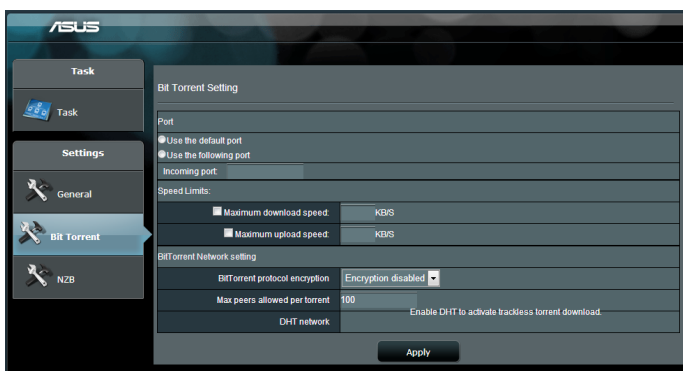 ASUS
Task
Task
Settings
General
Bit Torrent
NZB
Bit Torrent Setting
Port
Use the default port
Use the following port
Incoming port:
Speed Limits:
Maximum download speed: KB/S
Maximum upload speed: KB/S
BitTorrent Network setting
BitTorrent protocol encryption Encryption disabled
Max peers allowed per torrent 100
DHT network Enable DHT to activate trackless torrent download.
Apply